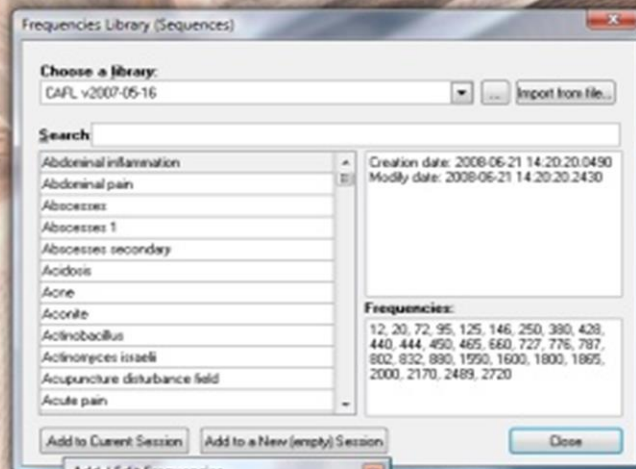 Frequencies Library (Sequences)
Choose a library:
CAFL v2007-05-16
...
Import from file...
Search
Abdominal inflammation
Abdominal pain
Abscesses
Abscesses 1
Abscesses secondary
Acidosis
Acne
Aconite
Actinobacillus
Actinomyces israelii
Acupuncture disturbance field
Acute pain
Creation date: 2008-06-21 14:20:20.0490
Modify date: 2008-06-21 14:20:20.2430
Frequencies:
12, 20, 72, 95, 125, 146, 250, 380, 428,
440, 444, 450, 465, 660, 727, 776, 787,
802, 832, 880, 1550, 1600, 1800, 1865,
2000, 2170, 2489, 2720
Add to Current Session
Add to a New (empty) Session
Close
Add / Edit Frequencies